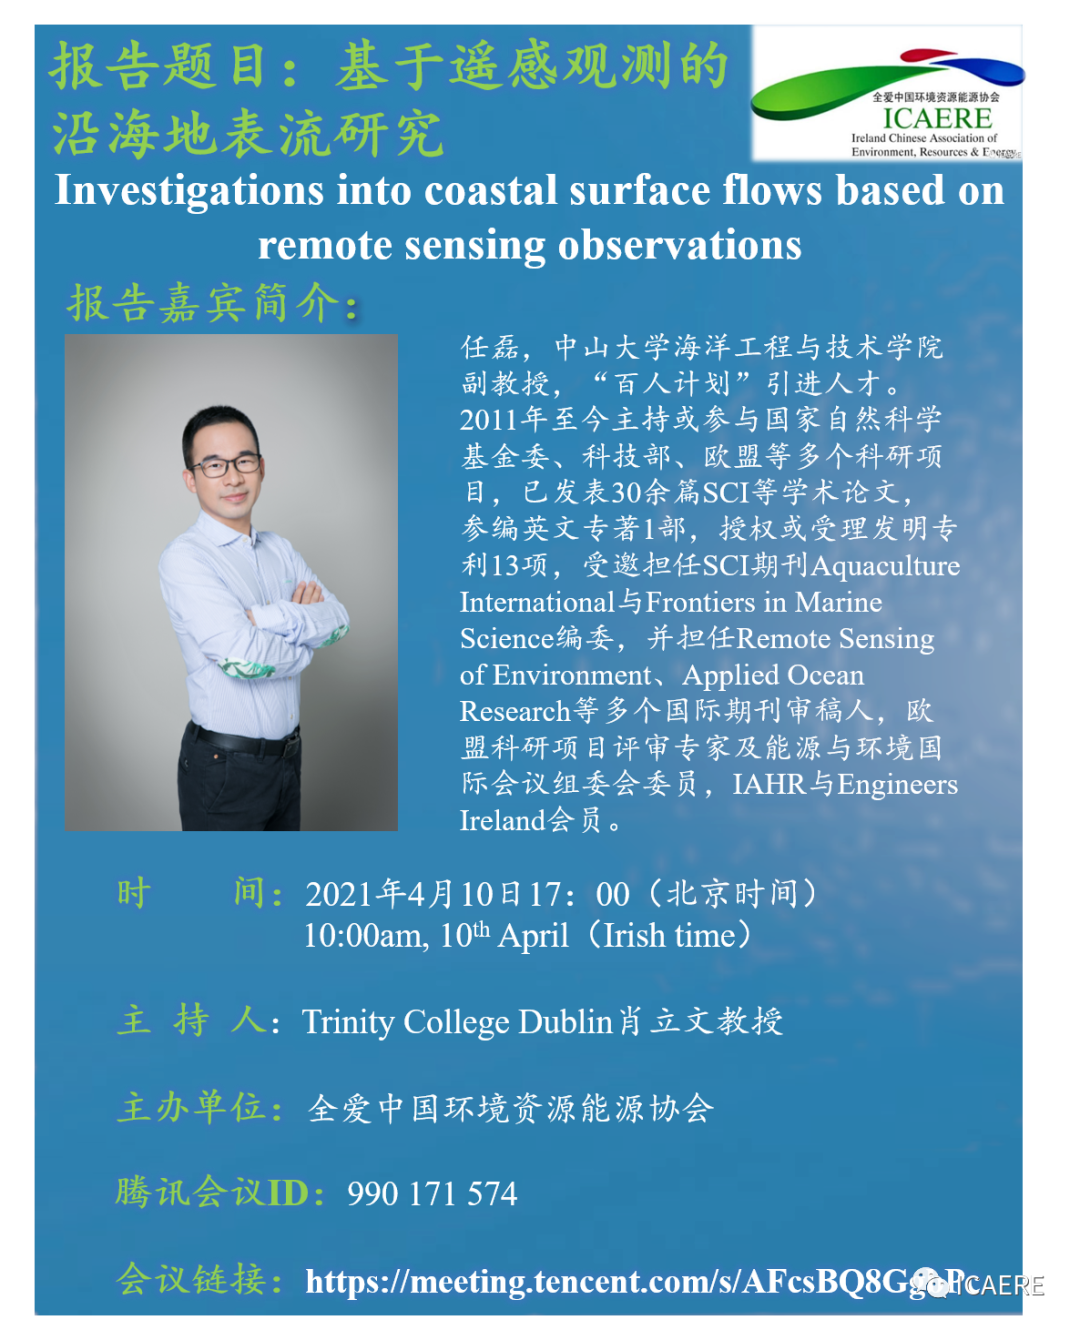 报告题目：基于遥感观测的
沿海地表流研究
全爱中国环境资源能源协会
ICAERE
Ireland Chinese Association of
Environment, Resources & Energy
Investigations into coastal surface flows based on
remote sensing observations
报告嘉宾简介：
任磊，中山大学海洋工程与技术学院
副教授，“百人计划”引进人才。
2011年至今主持或参与国家自然科学
基金委、科技部、欧盟等多个科研项
目，已发表30余篇SCI等学术论文，
参编英文专著1部，授权或受理发明专
利13项，受邀担任SCI期刊Aquaculture
International与Frontiers in Marine
Science编委，并担任Remote Sensing
of Environment、Applied Ocean
Research等多个国际期刊审稿人，欧
盟科研项目评审专家及能源与环境国
际会议组委会委员，IAHR与Engineers
Ireland会员。
时 间：2021年4月10日17：00（北京时间）
10:00am, 10th April（Irish time）
主 持 人：Trinity College Dublin肖立文教授
主办单位：全爱中国环境资源能源协会
腾讯会议ID：990 171 574
会议链接：
ICAERE